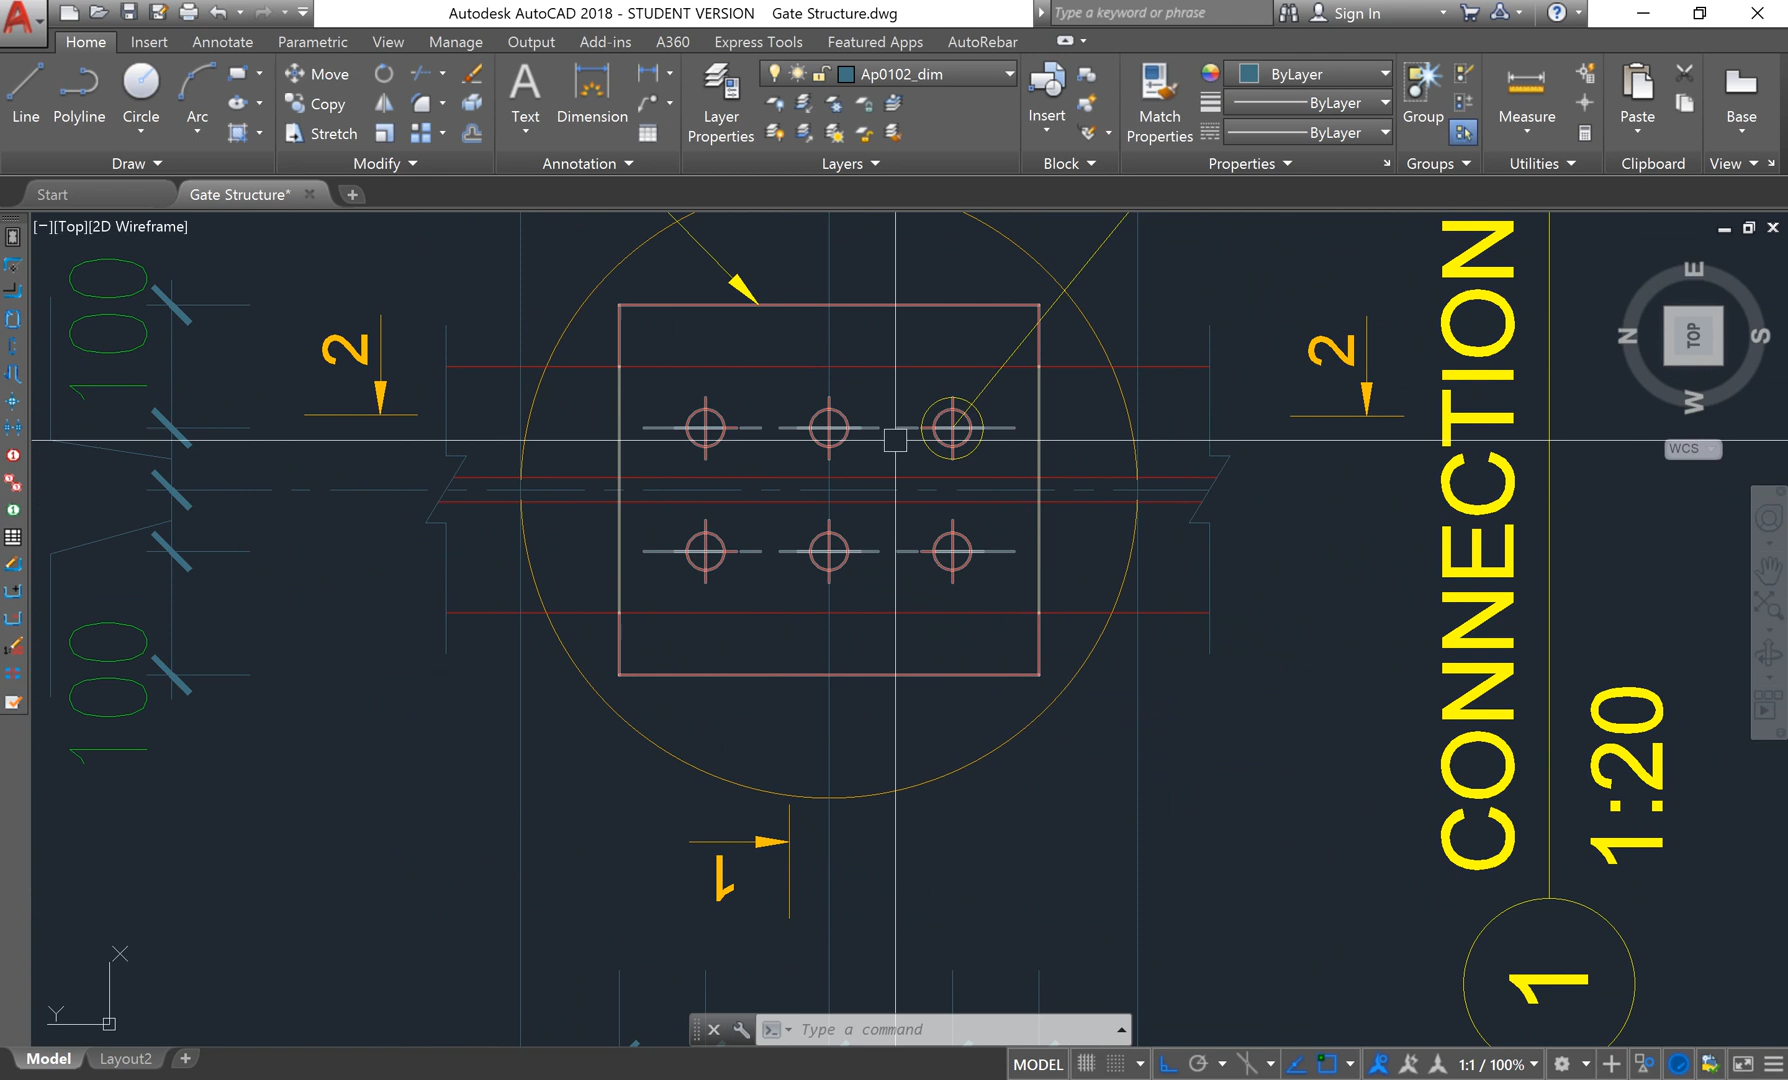 Autodesk AutoCAD 2018 - STUDENT VERSION Gate Structure.dwg
Type a keyword or phrase
Sign In
Home Insert Annotate Parametric View Manage Output Add-ins A360 Express Tools Featured Apps AutoRebar
Line
Polyline
Circle
Arc
Draw
Move
Copy
Stretch
Modify
Text
Dimension
Annotation
Layer Properties
Ap0102_dim
Layers
Insert
Block
Match Properties
ByLayer
ByLayer
ByLayer
Properties
Group
Groups
Measure
Utilities
Paste
Clipboard
Base
View
Start
Gate Structure*
[−][Top][2D Wireframe]
100
100
2
2
1
CONNECTION
1:20
1
E
N
TOP
S
W
WCS
X
Y
Type a command
Model
Layout2
MODEL
1:1 / 100%